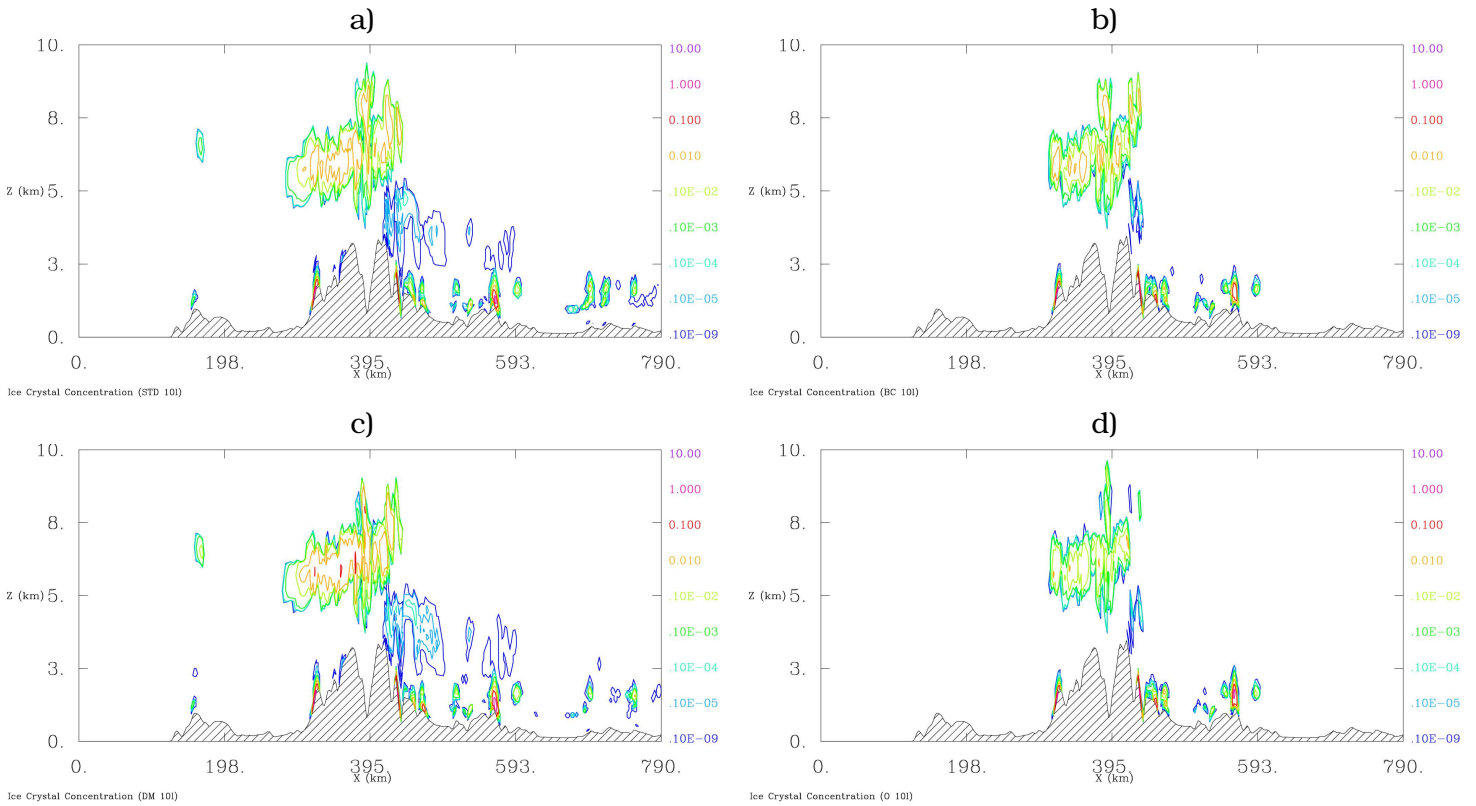 a)
10.
8.
Z (km)
5.
3.
0.
0.
198.
395.
593.
790.
X (km)
10.00
1.000
0.100
0.010
.10E−02
.10E−03
.10E−04
.10E−05
.10E−09
Ice Crystal Concentration (STD 10l)
b)
10.
8.
Z (km)
5.
3.
0.
0.
198.
395.
593.
790.
X (km)
10.00
1.000
0.100
0.010
.10E−02
.10E−03
.10E−04
.10E−05
.10E−09
Ice Crystal Concentration (BC 10l)
c)
10.
8.
Z (km)
5.
3.
0.
0.
198.
395.
593.
790.
X (km)
10.00
1.000
0.100
0.010
.10E−02
.10E−03
.10E−04
.10E−05
.10E−09
Ice Crystal Concentration (DM 10l)
d)
10.
8.
Z (km)
5.
3.
0.
0.
198.
395.
593.
790.
X (km)
10.00
1.000
0.100
0.010
.10E−02
.10E−03
.10E−04
.10E−05
.10E−09
Ice Crystal Concentration (O 10l)